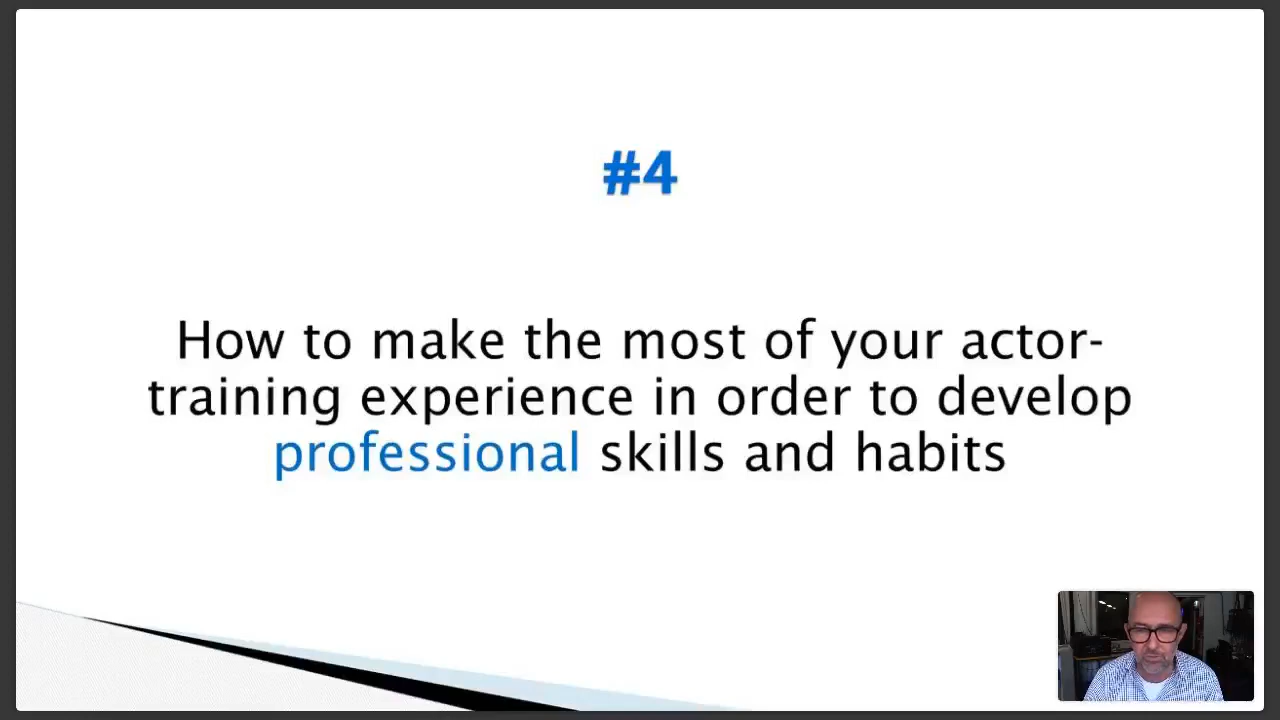 #4
How to make the most of your actor-
training experience in order to develop
professional skills and habits